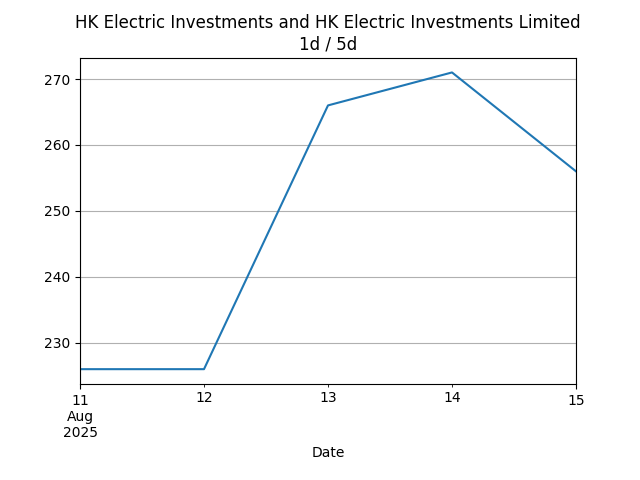 HK Electric Investments and HK Electric Investments Limited
1d / 5d
270
260
250
240
230
11
Aug
2025
12
13
14
15
Date